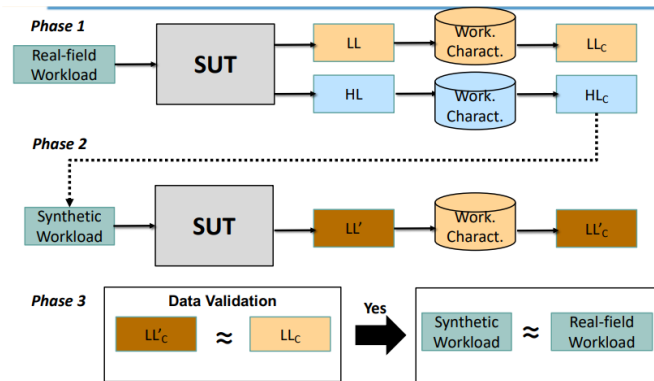 Phase 1
Real-field
Workload
SUT
LL
Work.
Charact.
LLC
HL
Work.
Charact.
HLC
Phase 2
Synthetic
Workload
SUT
LL'
Work.
Charact.
LL'C
Phase 3
Data Validation
LL'C ≈ LLC
Yes
Synthetic
Workload
≈
Real-field
Workload